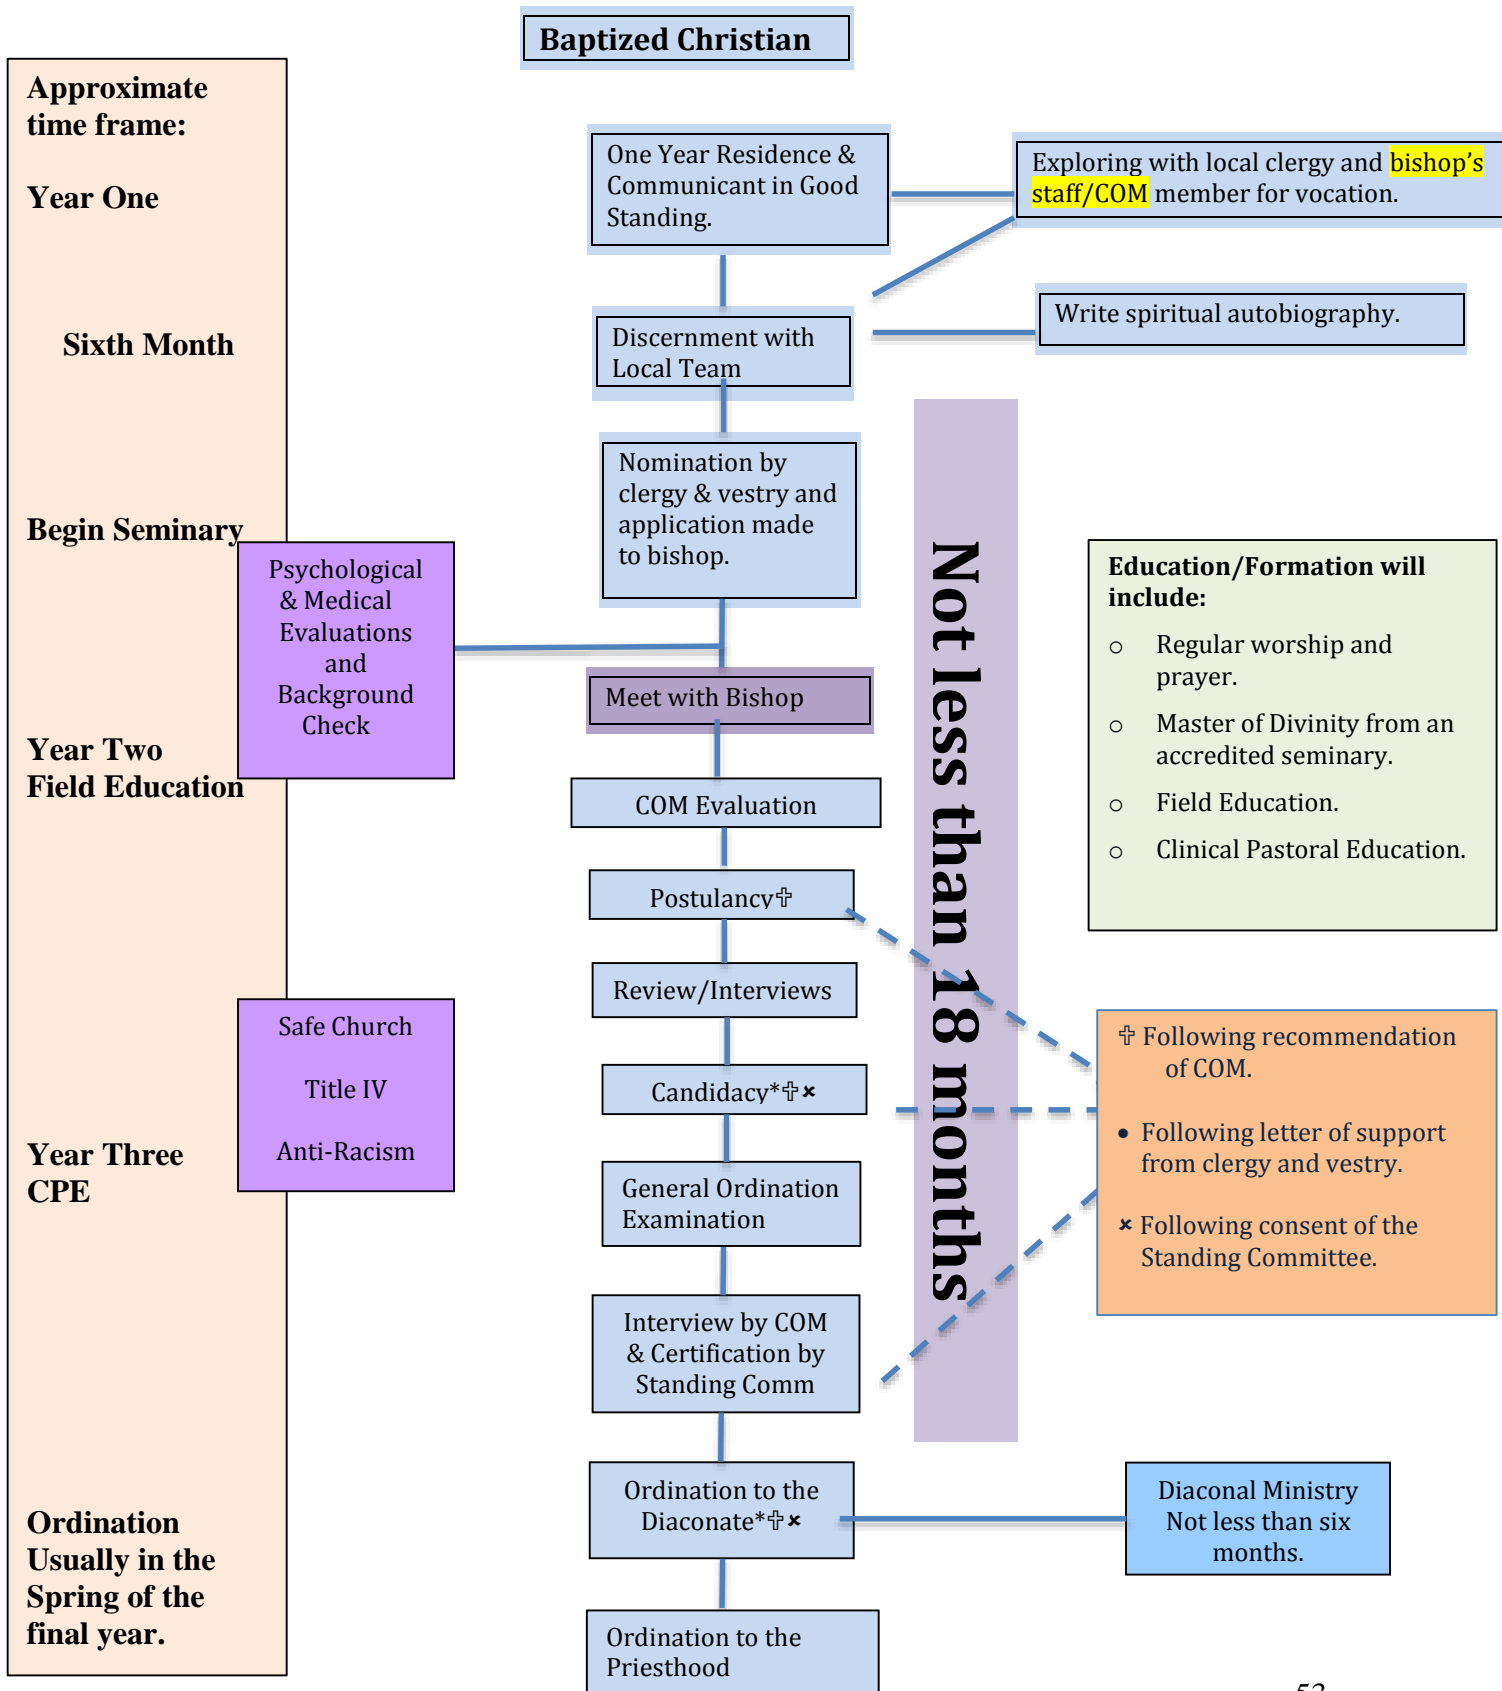 Baptized Christian
Approximate
time frame:
Year One
Sixth Month
Begin Seminary
Year Two
Field Education
Year Three
CPE
Ordination
Usually in the
Spring of the
final year.
One Year Residence &
Communicant in Good
Standing.
Exploring with local clergy and bishop’s
staff/COM member for vocation.
Discernment with
Local Team
Write spiritual autobiography.
Nomination by
clergy & vestry and
application made
to bishop.
Psychological
& Medical
Evaluations
and
Background
Check
Meet with Bishop
COM Evaluation
Postulancy✞
Review/Interviews
Safe Church
Title IV
Anti-Racism
Candidacy*✞×
General Ordination
Examination
Interview by COM
& Certification by
Standing Comm
Ordination to the
Diaconate*✞×
Ordination to the
Priesthood
Not less than 18 months
Education/Formation will
include:
o Regular worship and
prayer.
o Master of Divinity from an
accredited seminary.
o Field Education.
o Clinical Pastoral Education.
✞ Following recommendation
of COM.
• Following letter of support
from clergy and vestry.
× Following consent of the
Standing Committee.
Diaconal Ministry
Not less than six
months.